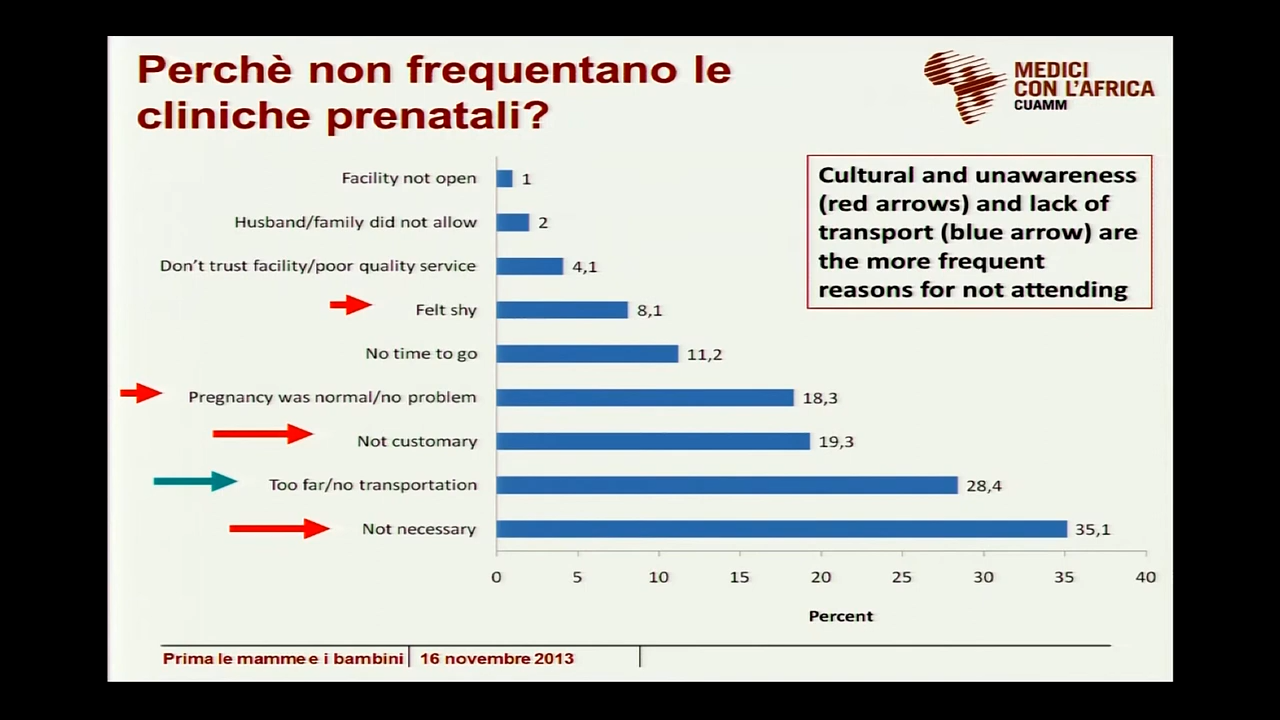 Perchè non frequentano le
cliniche prenatali?
MEDICI
CON L'AFRICA
CUAMM
Cultural and unawareness
(red arrows) and lack of
transport (blue arrow) are
the more frequent
reasons for not attending
Facility not open 1
Husband/family did not allow 2
Don't trust facility/poor quality service 4,1
Felt shy 8,1
No time to go 11,2
Pregnancy was normal/no problem 18,3
Not customary 19,3
Too far/no transportation 28,4
Not necessary 35,1
0 5 10 15 20 25 30 35 40
Percent
Prima le mamme e i bambini 16 novembre 2013